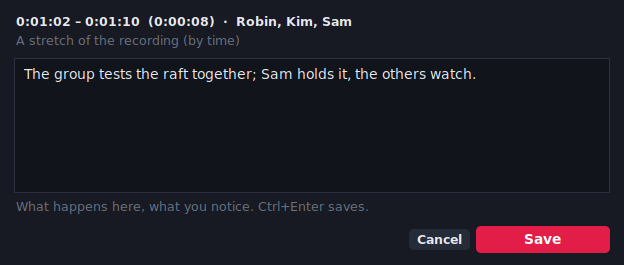 0:01:02 – 0:01:10 (0:00:08) · Robin, Kim, Sam
A stretch of the recording (by time)
The group tests the raft together; Sam holds it, the others watch.
What happens here, what you notice. Ctrl+Enter saves.
Cancel Save